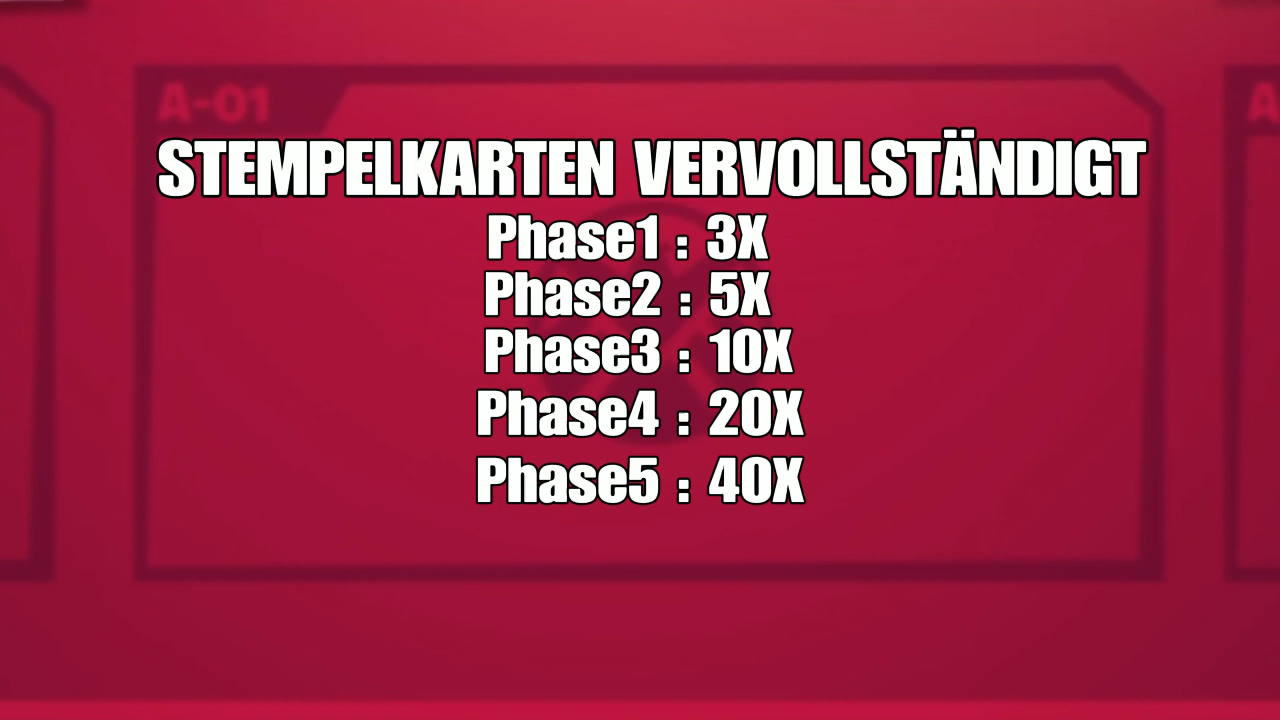 A-01
A
STEMPELKARTEN VERVOLLSTÄNDIGT
Phase1 : 3X
Phase2 : 5X
Phase3 : 10X
Phase4 : 20X
Phase5 : 40X